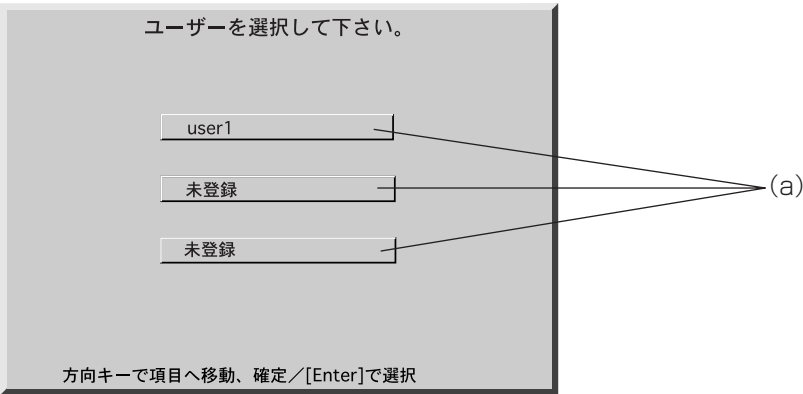 ユーザーを選択して下さい。
user1
未登録
(a)
未登録
方向キーで項目へ移動、確定／[Enter]で選択